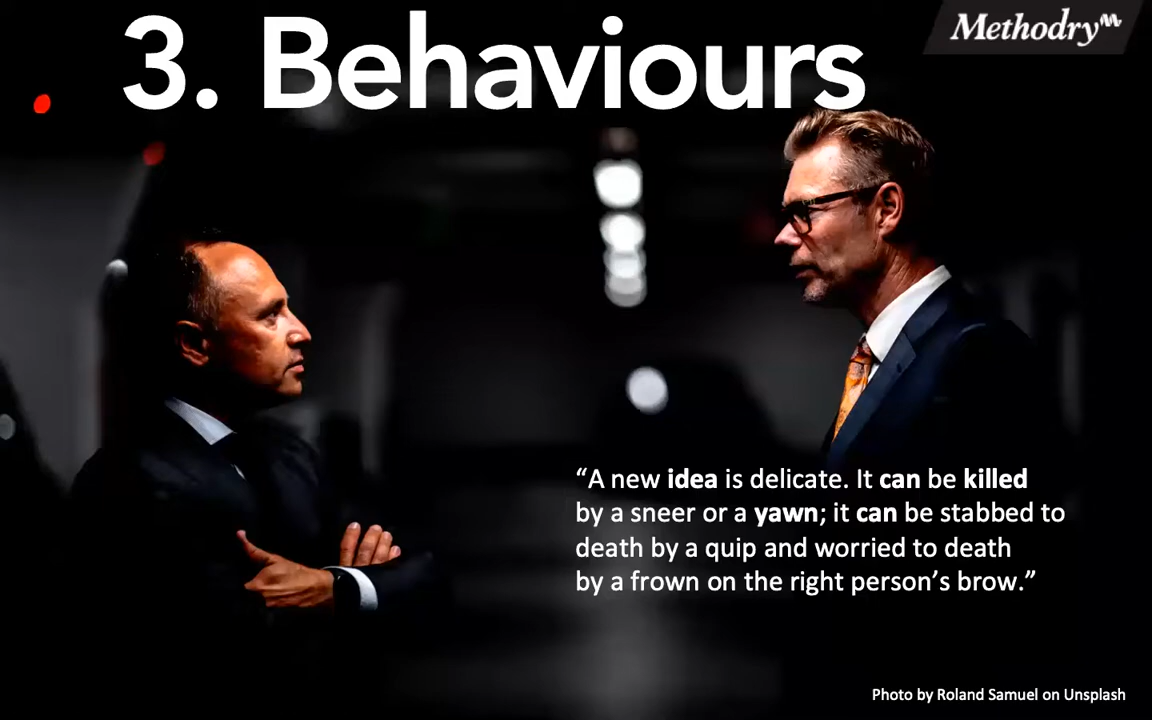 3. Behaviours
Methodry
“A new idea is delicate. It can be killed
by a sneer or a yawn; it can be stabbed to
death by a quip and worried to death
by a frown on the right person’s brow.”
Photo by Roland Samuel on Unsplash